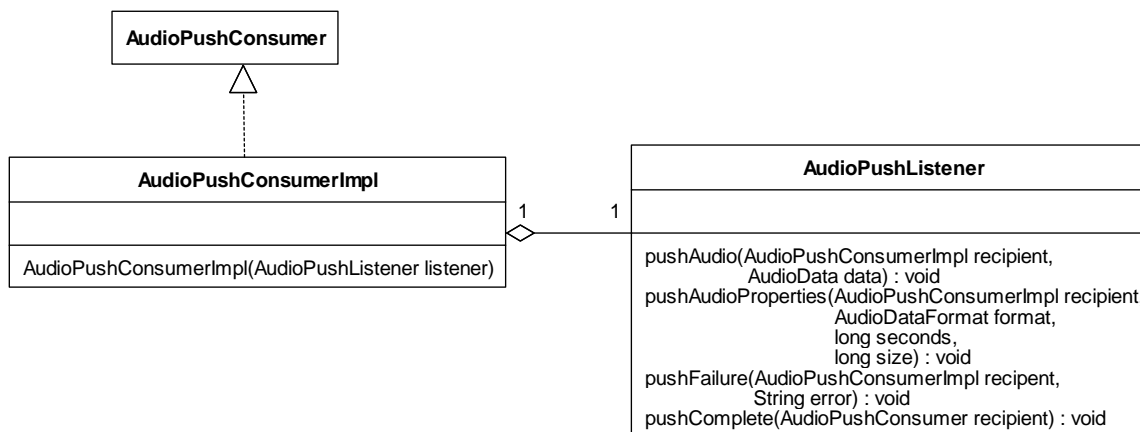 AudioPushConsumer
AudioPushConsumerImpl
AudioPushConsumerImpl(AudioPushListener listener)
1
1
AudioPushListener
pushAudio(AudioPushConsumerImpl recipient,
AudioData data) : void
pushAudioProperties(AudioPushConsumerImpl recipient,
AudioDataFormat format,
long seconds,
long size) : void
pushFailure(AudioPushConsumerImpl recipent,
String error) : void
pushComplete(AudioPushConsumer recipient) : void